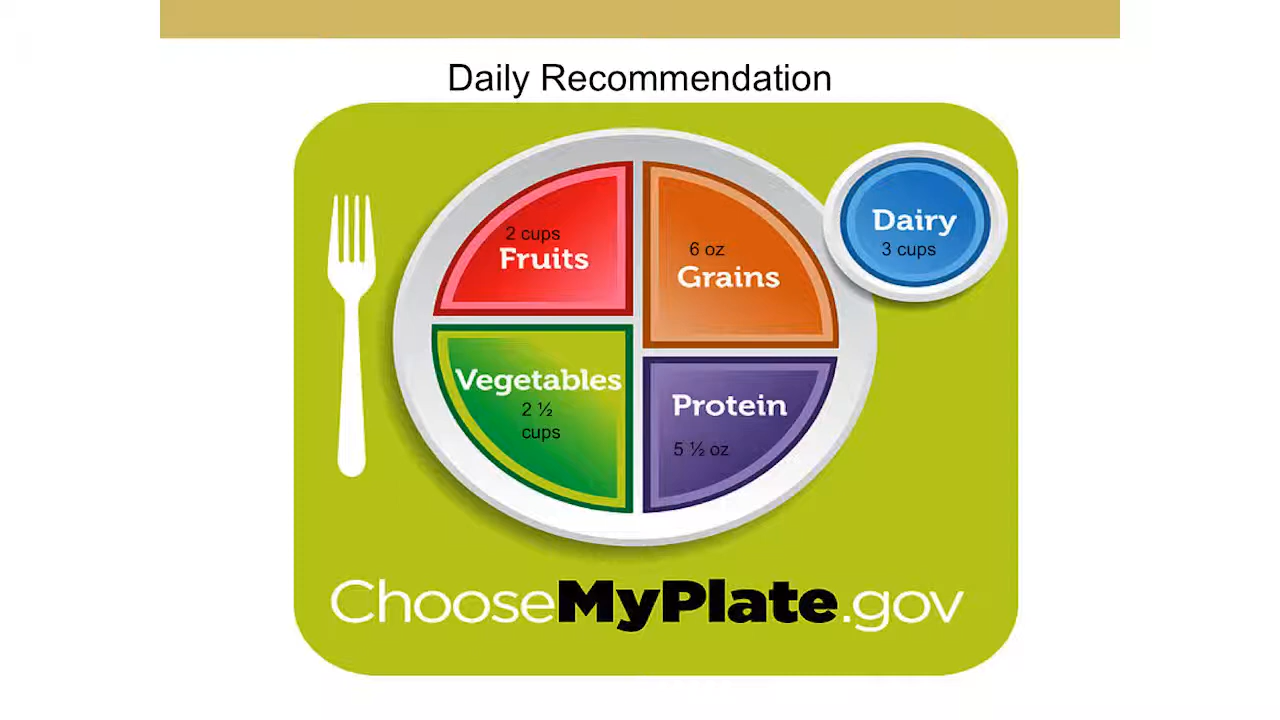 Daily Recommendation
2 cups
Fruits
6 oz
Grains
Dairy
3 cups
Vegetables
2 ½
cups
Protein
5 ½ oz
ChooseMyPlate.gov